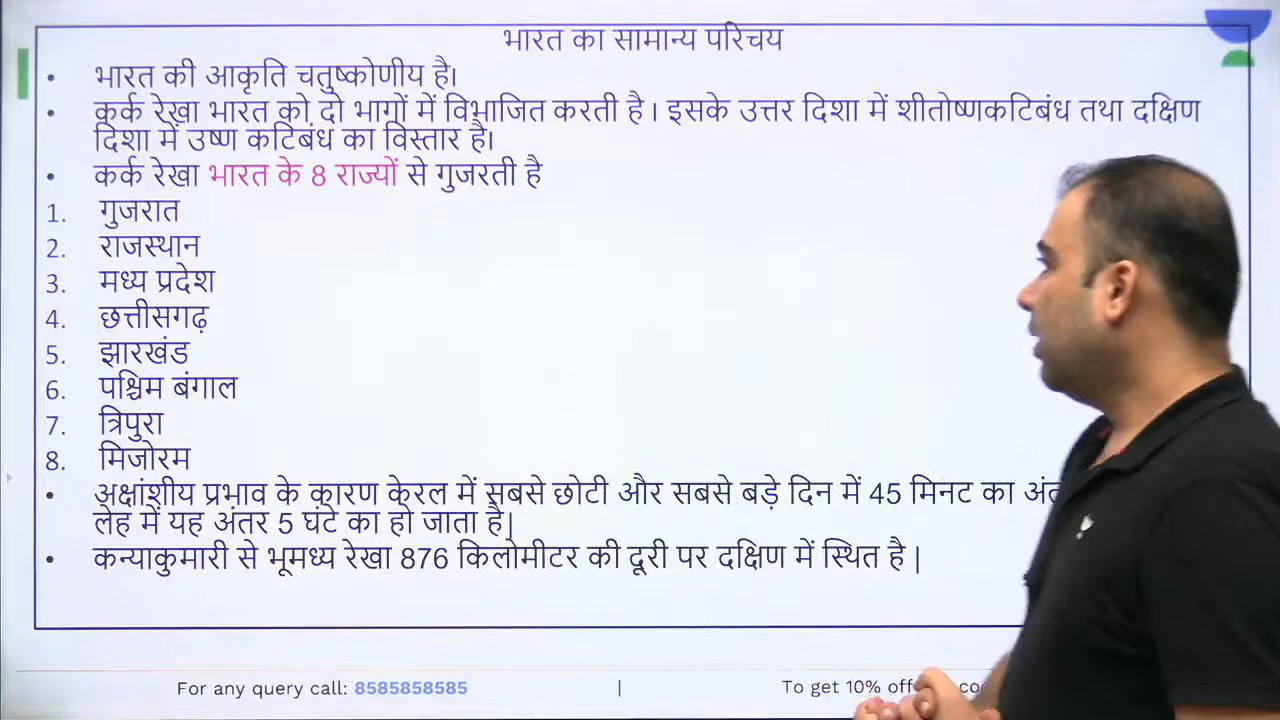 भारत का सामान्य परिचय
• भारत की आकृति चतुष्कोणीय है।
• कर्क रेखा भारत को दो भागों में विभाजित करती है। इसके उत्तर दिशा में शीतोष्णकटिबंध तथा दक्षिण
दिशा में उष्ण कटिबंध का विस्तार है।
• कर्क रेखा भारत के 8 राज्यों से गुजरती है
1. गुजरात
2. राजस्थान
3. मध्य प्रदेश
4. छत्तीसगढ़
5. झारखंड
6. पश्चिम बंगाल
7. त्रिपुरा
8. मिजोरम
• अक्षांशीय प्रभाव के कारण केरल में सबसे छोटी और सबसे बड़े दिन में 45 मिनट का
लेह में यह अंतर 5 घंटे का हो जाता है|
• कन्याकुमारी से भूमध्य रेखा 876 किलोमीटर की दूरी पर दक्षिण में स्थित है |
For any query call: 8585858585 | To get 10% off